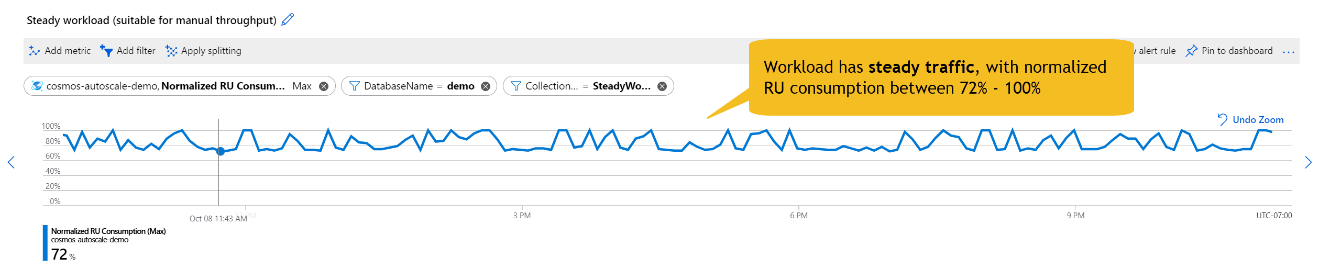 Steady workload (suitable for manual throughput)
Add metric Add filter Apply splitting alert rule Pin to dashboard ...
Workload has steady traffic, with normalized
RU consumption between 72% - 100%
cosmos-autoscale-demo, Normalized RU Consum... Max DatabaseName = demo Collection... = SteadyWo...
Undo Zoom
100%
80%
60%
40%
20%
0%
Oct 08 11:43 AM 3 PM 6 PM 9 PM UTC-07:00
Normalized RU Consumption (Max)
cosmos-autoscale-demo
72 %